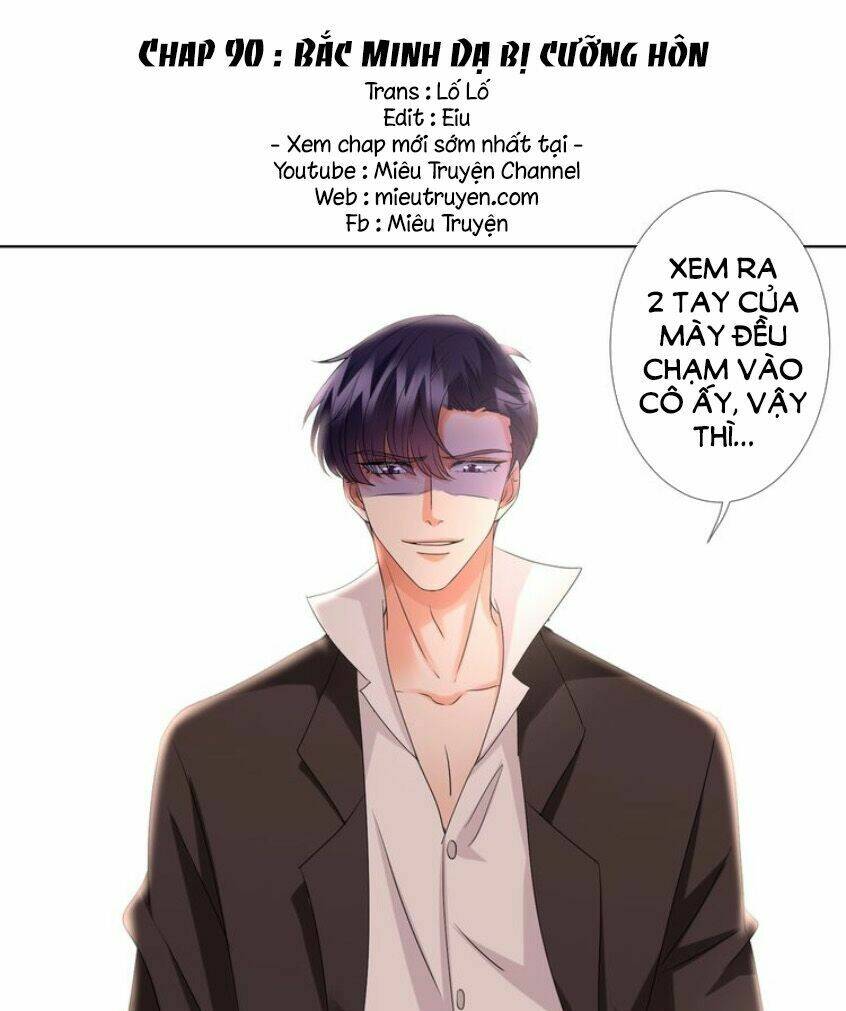 CHAP 90 : BẮC MINH DẠ BỊ CƯỠNG HÔN
Trans : Lố Lố
Edit : Eiu
- Xem chap mới sớm nhất tại -
Youtube : Miêu Truyện Channel
Web : mieutruyen.com
Fb : Miêu Truyện
XEM RA
2 TAY CỦA
MÀY ĐỀU
CHẠM VÀO
CÔ ẤY, VẬY
THÌ...